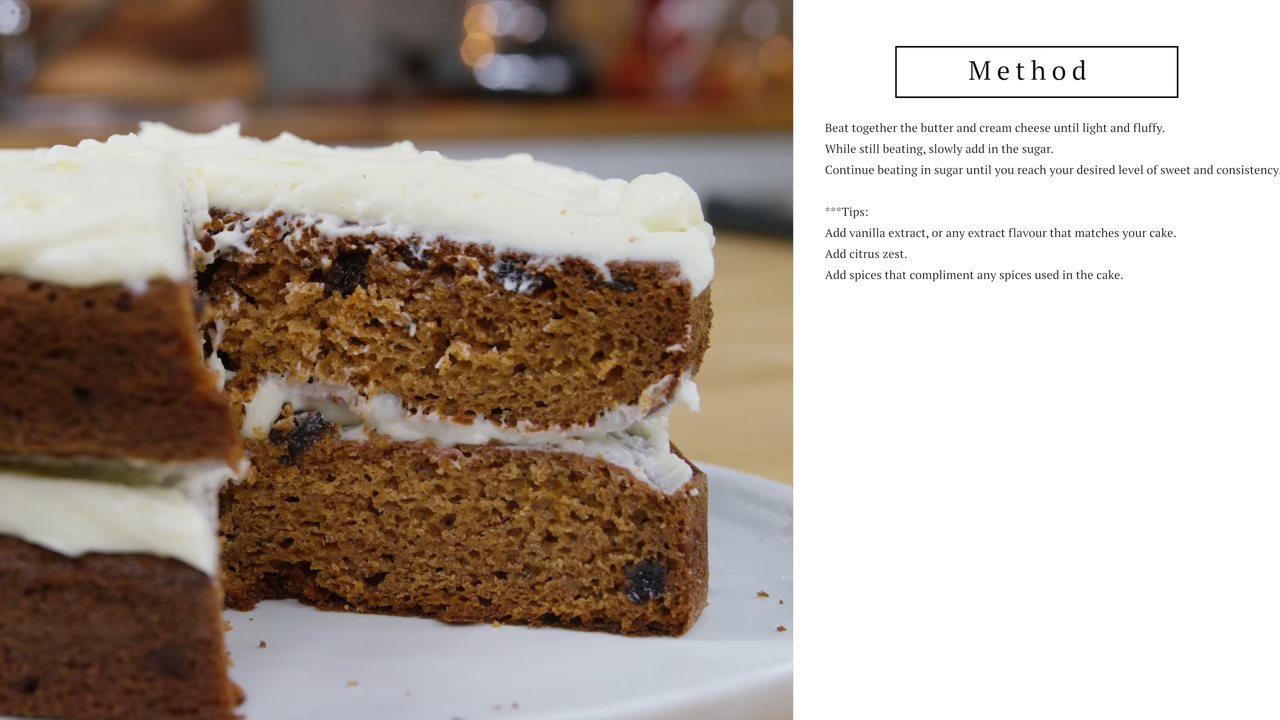 Method
Beat together the butter and cream cheese until light and fluffy.
While still beating, slowly add in the sugar.
Continue beating in sugar until you reach your desired level of sweet and consistency.
***Tips:
Add vanilla extract, or any extract flavour that matches your cake.
Add citrus zest.
Add spices that compliment any spices used in the cake.